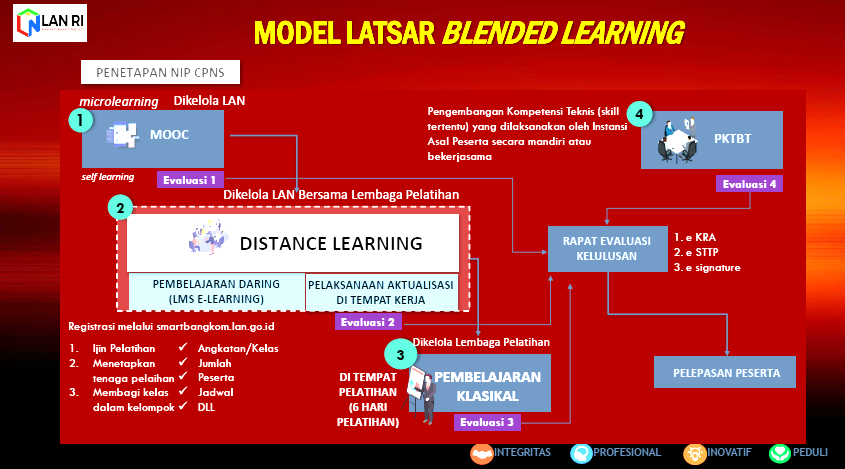 LAN RI
MODEL LATSAR BLENDED LEARNING
PENETAPAN NIP CPNS
microlearning Dikelola LAN
1
MOOC
self learning
Evaluasi 1
Pengembangan Kompetensi Teknis (skill
tertentu) yang dilaksanakan oleh Instansi
Asal Peserta secara mandiri atau
bekerjasama
4
PKTBT
Evaluasi 4
Dikelola LAN Bersama Lembaga Pelatihan
2
DISTANCE LEARNING
PEMBELAJARAN DARING
(LMS E-LEARNING)
PELAKSANAAN AKTUALISASI
DI TEMPAT KERJA
Evaluasi 2
RAPAT EVALUASI
KELULUSAN
1. e KRA
2. e STTP
3. e signature
Registrasi melalui smartbangkom.lan.go.id
1. Ijin Pelatihan
2. Menetapkan
tenaga pelaihan
3. Membagi kelas
dalam kelompok
✓ Angkatan/Kelas
✓ Jumlah
✓ Peserta
✓ Jadwal
✓ DLL
Dikelola Lembaga Pelatihan
3
DI TEMPAT
PELATIHAN
(6 HARI
PELATIHAN)
PEMBELAJARAN
KLASIKAL
Evaluasi 3
PELEPASAN PESERTA
INTEGRITAS
PROFESIONAL
INOVATIF
PEDULI